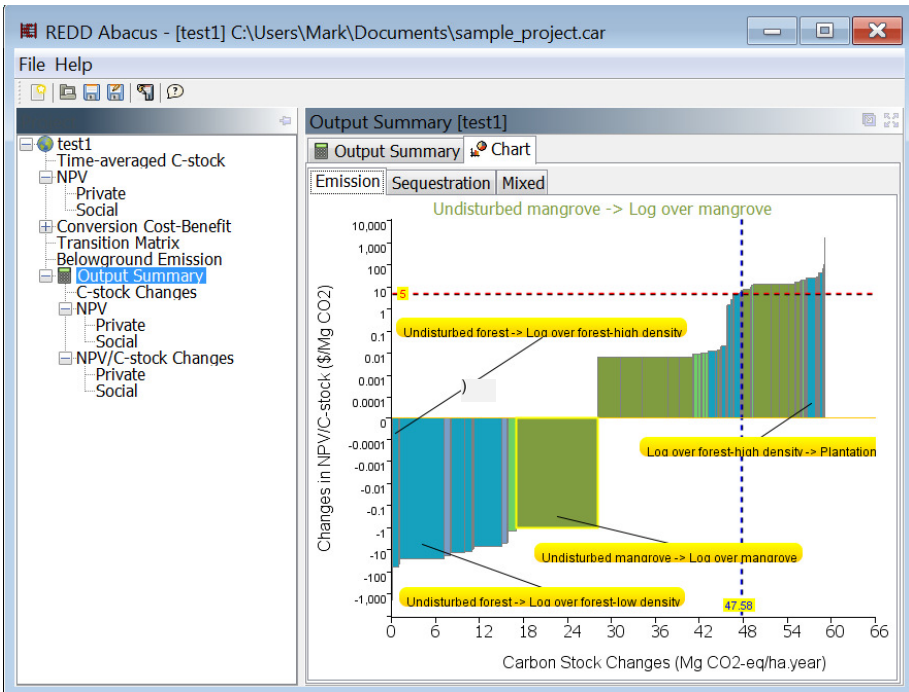 REDD Abacus - [test1] C:\Users\Mark\Documents\sample_project.car
File Help
test1
Time-averaged C-stock
NPV
Private
Social
Conversion Cost-Benefit
Transition Matrix
Belowground Emission
Output Summary
C-stock Changes
NPV
Private
Social
NPV/C-stock Changes
Private
Social
Output Summary [test1]
Output Summary Chart
Emission Sequestration Mixed
Undisturbed mangrove -> Log over mangrove
Changes in NPV/C-stock ($/Mg CO2)
10,000
1,000
100
10
5
1
0.1
0.01
0.001
0.0001
0
-0.0001
-0.001
-0.01
-0.1
-1
-10
-100
-1,000
Undisturbed forest -> Log over forest-high density
)
Log over forest-high density -> Plantation
Undisturbed mangrove -> Log over mangrove
Undisturbed forest -> Log over forest-low density
47.58
0 6 12 18 24 30 36 42 48 54 60 66
Carbon Stock Changes (Mg CO2-eq/ha.year)